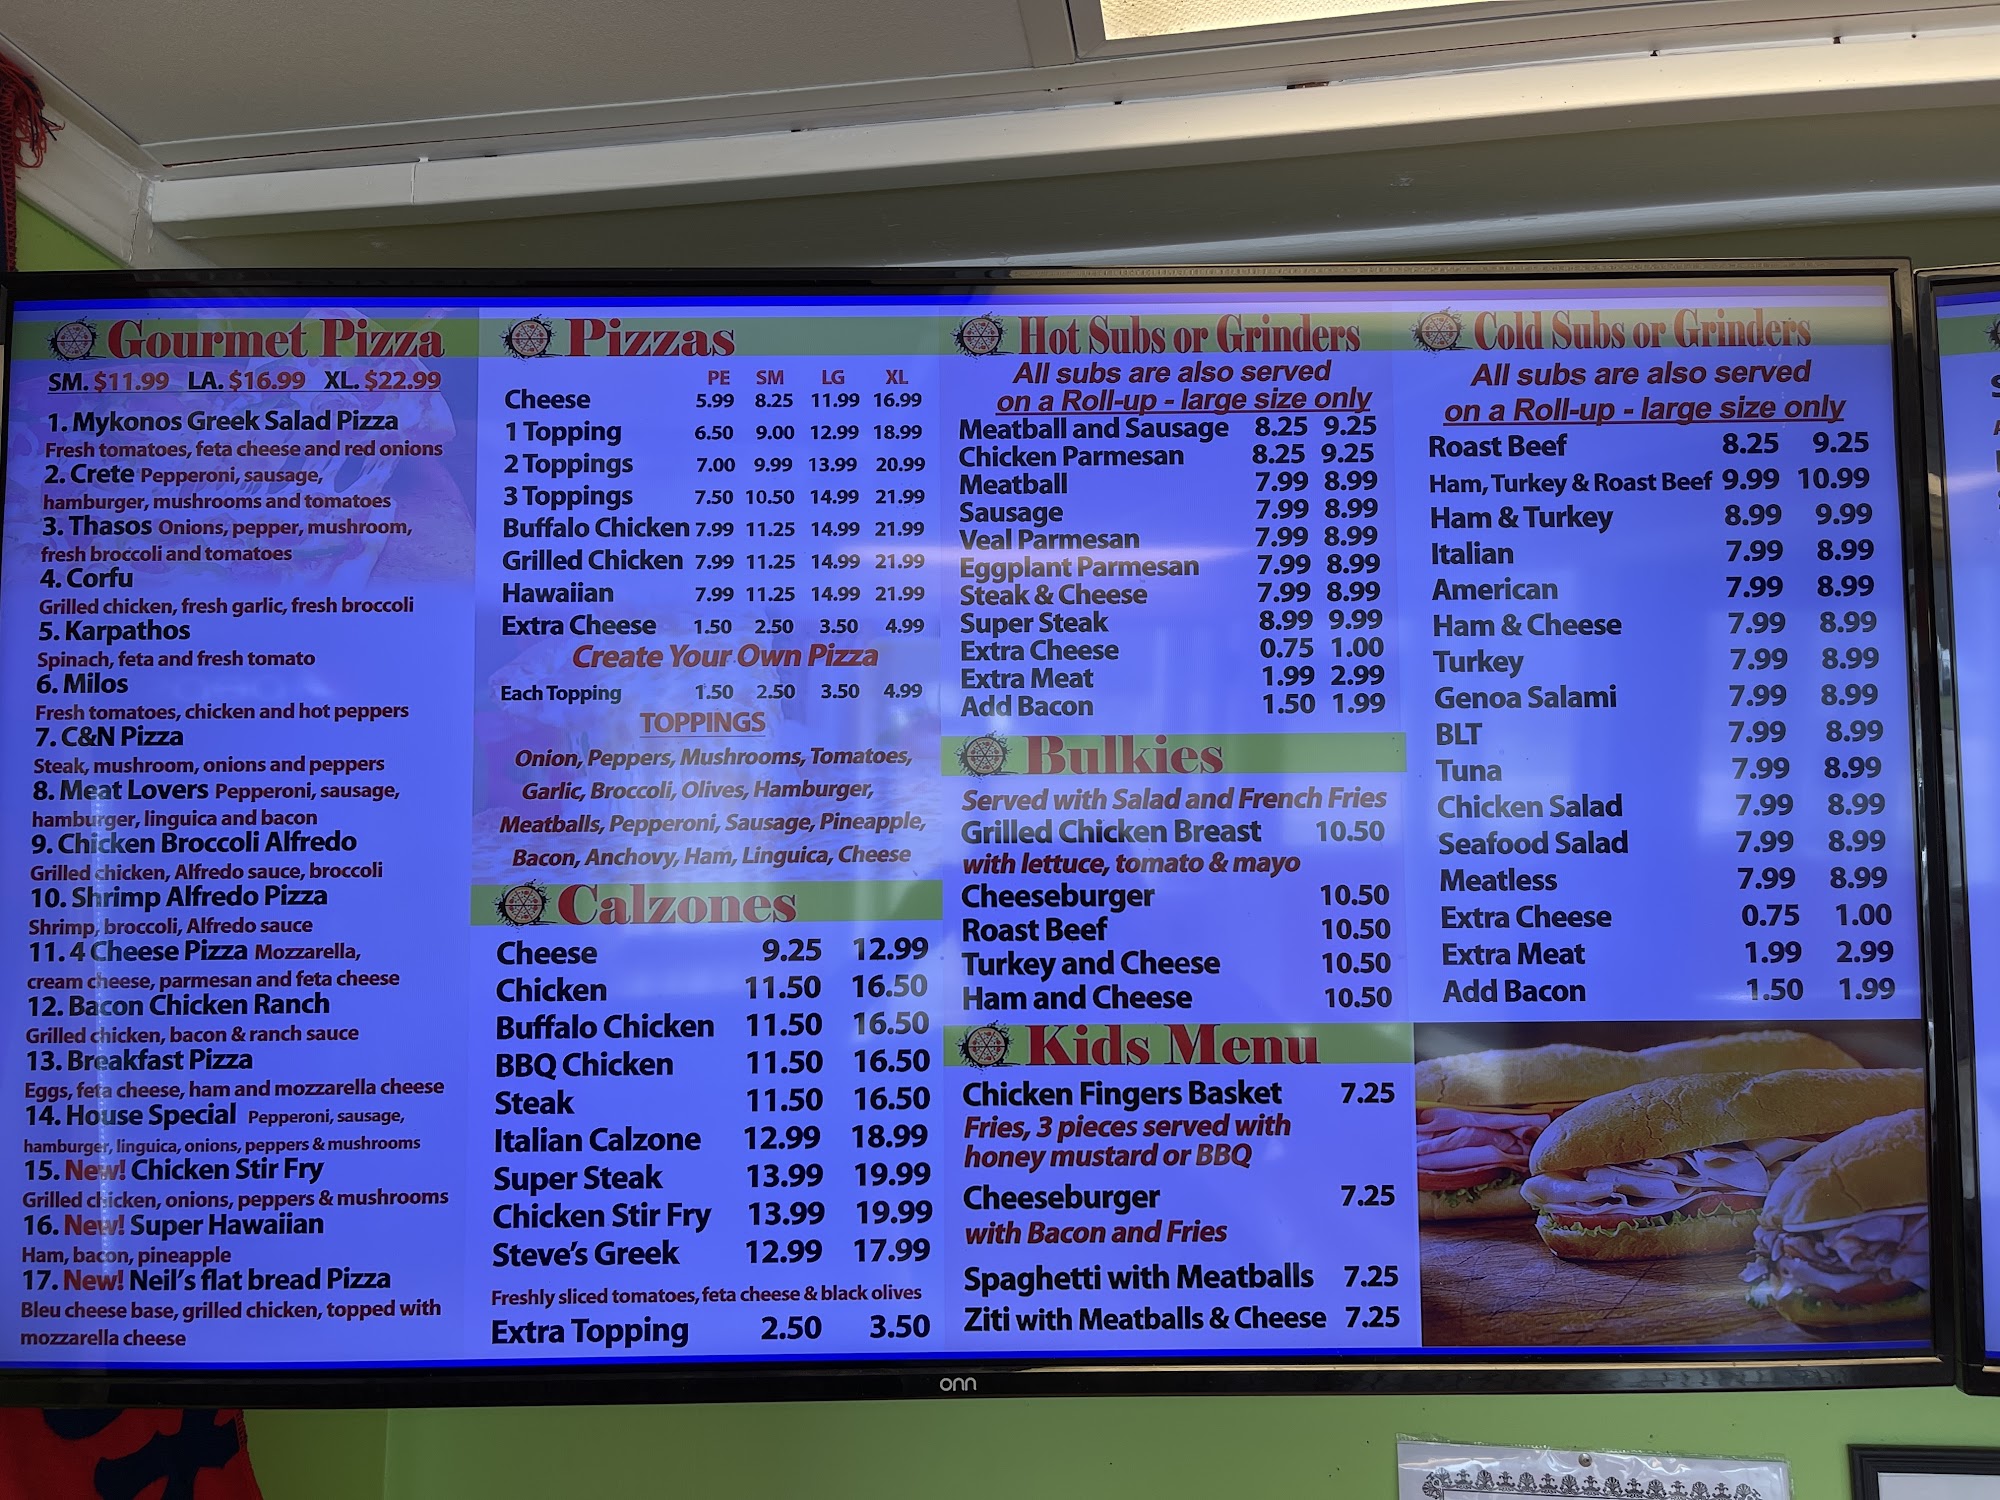 Gourmet Pizza
SM. $11.99 LA. $16.99 XL. $22.99
1. Mykonos Greek Salad Pizza
Fresh tomatoes, feta cheese and red onions
2. Crete Pepperoni, sausage,
hamburger, mushrooms and tomatoes
3. Thasos Onions, pepper, mushroom,
fresh broccoli and tomatoes
4. Corfu
Grilled chicken, fresh garlic, fresh broccoli
5. Karpathos
Spinach, feta and fresh tomato
6. Milos
Fresh tomatoes, chicken and hot peppers
7. C&N Pizza
Steak, mushroom, onions and peppers
8. Meat Lovers Pepperoni, sausage,
hamburger, linguica and bacon
9. Chicken Broccoli Alfredo
Grilled chicken, Alfredo sauce, broccoli
10. Shrimp Alfredo Pizza
Shrimp, broccoli, Alfredo sauce
11. 4 Cheese Pizza Mozzarella,
cream cheese, parmesan and feta cheese
12. Bacon Chicken Ranch
Grilled chicken, bacon & ranch sauce
13. Breakfast Pizza
Eggs, feta cheese, ham and mozzarella cheese
14. House Special Pepperoni, sausage,
hamburger, linguica, onions, peppers & mushrooms
15. New! Chicken Stir Fry
Grilled chicken, onions, peppers & mushrooms
16. New! Super Hawaiian
Ham, bacon, pineapple
17. New! Neil's flat bread Pizza
Bleu cheese base, grilled chicken, topped with
mozzarella cheese
Pizzas
PE SM LG XL
Cheese 5.99 8.25 11.99 16.99
1 Topping 6.50 9.00 12.99 18.99
2 Toppings 7.00 9.99 13.99 20.99
3 Toppings 7.50 10.50 14.99 21.99
Buffalo Chicken 7.99 11.25 14.99 21.99
Grilled Chicken 7.99 11.25 14.99 21.99
Hawaiian 7.99 11.25 14.99 21.99
Extra Cheese 1.50 2.50 3.50 4.99
Create Your Own Pizza
Each Topping 1.50 2.50 3.50 4.99
TOPPINGS
Onion, Peppers, Mushrooms, Tomatoes,
Garlic, Broccoli, Olives, Hamburger,
Meatballs, Pepperoni, Sausage, Pineapple,
Bacon, Anchovy, Ham, Linguica, Cheese
Calzones
Cheese 9.25 12.99
Chicken 11.50 16.50
Buffalo Chicken 11.50 16.50
BBQ Chicken 11.50 16.50
Steak 11.50 16.50
Italian Calzone 12.99 18.99
Super Steak 13.99 19.99
Chicken Stir Fry 13.99 19.99
Steve's Greek 12.99 17.99
Freshly sliced tomatoes, feta cheese & black olives
Extra Topping 2.50 3.50
Hot Subs or Grinders
All subs are also served
on a Roll-up - large size only
Meatball and Sausage 8.25 9.25
Chicken Parmesan 8.25 9.25
Meatball 7.99 8.99
Sausage 7.99 8.99
Veal Parmesan 7.99 8.99
Eggplant Parmesan 7.99 8.99
Steak & Cheese 7.99 8.99
Super Steak 8.99 9.99
Extra Cheese 0.75 1.00
Extra Meat 1.99 2.99
Add Bacon 1.50 1.99
Bulkies
Served with Salad and French Fries
Grilled Chicken Breast 10.50
with lettuce, tomato & mayo
Cheeseburger 10.50
Roast Beef 10.50
Turkey and Cheese 10.50
Ham and Cheese 10.50
Kids Menu
Chicken Fingers Basket 7.25
Fries, 3 pieces served with
honey mustard or BBQ
Cheeseburger 7.25
with Bacon and Fries
Spaghetti with Meatballs 7.25
Ziti with Meatballs & Cheese 7.25
Cold Subs or Grinders
All subs are also served
on a Roll-up - large size only
Roast Beef 8.25 9.25
Ham, Turkey & Roast Beef 9.99 10.99
Ham & Turkey 8.99 9.99
Italian 7.99 8.99
American 7.99 8.99
Ham & Cheese 7.99 8.99
Turkey 7.99 8.99
Genoa Salami 7.99 8.99
BLT 7.99 8.99
Tuna 7.99 8.99
Chicken Salad 7.99 8.99
Seafood Salad 7.99 8.99
Meatless 7.99 8.99
Extra Cheese 0.75 1.00
Extra Meat 1.99 2.99
Add Bacon 1.50 1.99
onn